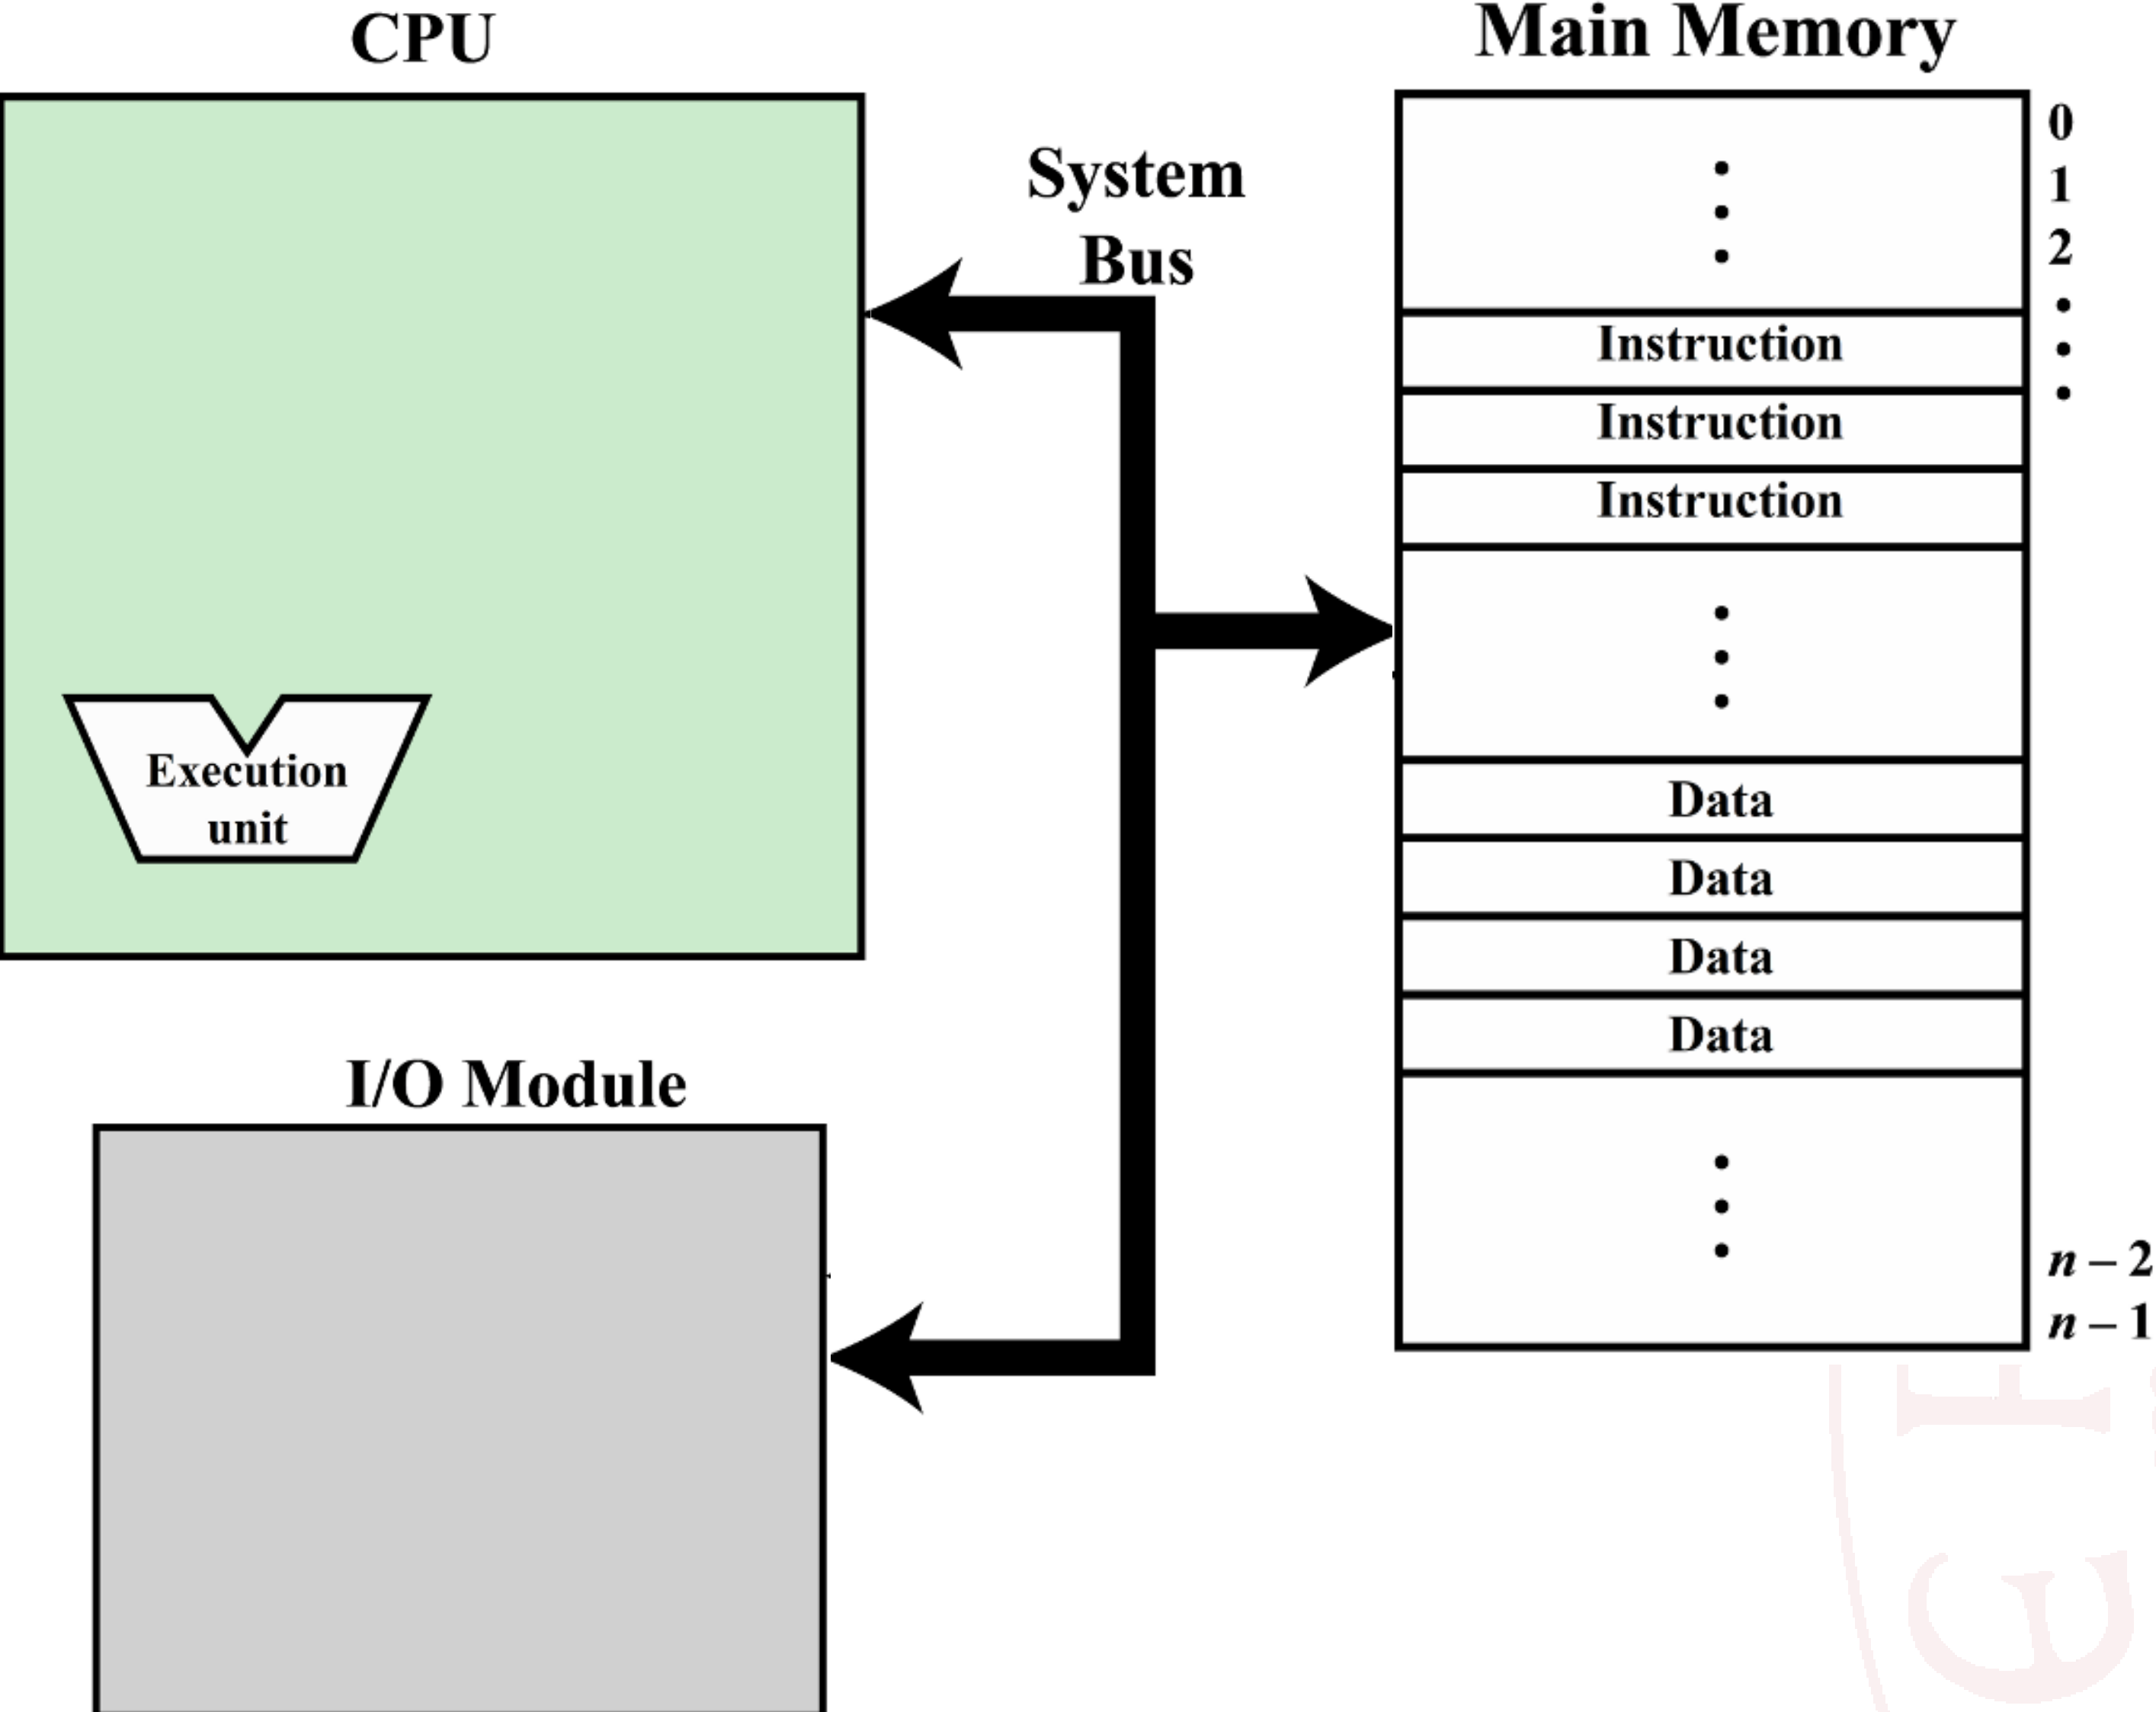 CPU
Main Memory
System
Bus
0
1
2
Instruction
Instruction
Instruction
Execution
unit
Data
Data
Data
Data
I/O Module
n – 2
n – 1